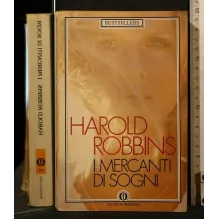 HAROLD ROBBINS I MERCANTI DI SOGNI
BESTSELLERS
HAROLD
ROBBINS
I MERCANTI
DI SOGNI